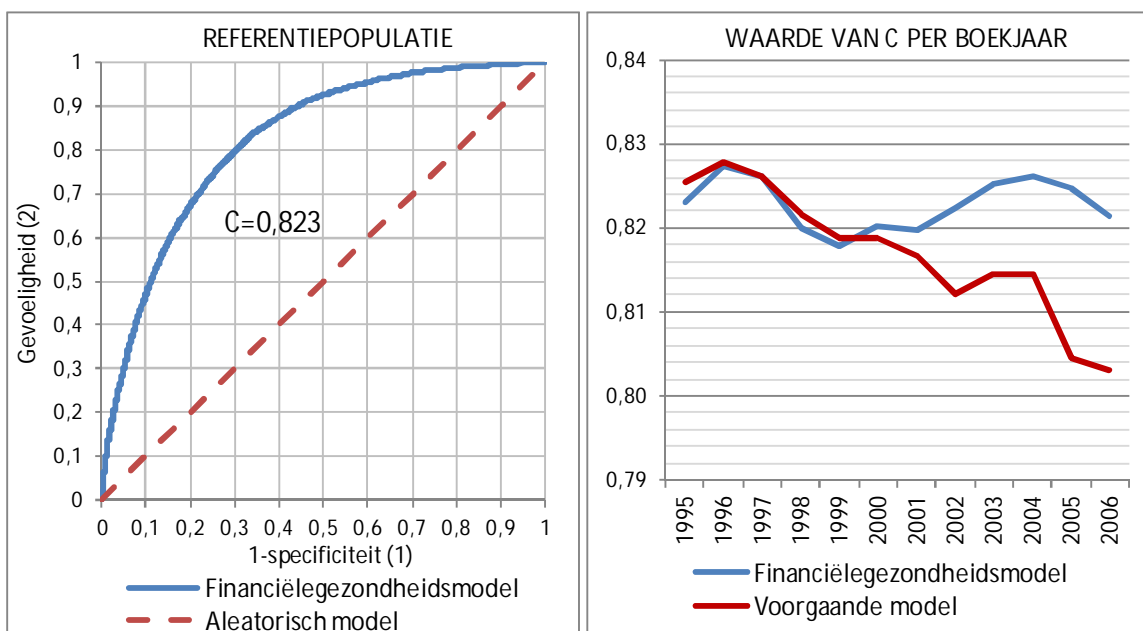 REFERENTIEPOPULATIE
1
0,9
0,8
0,7
0,6
0,5
0,4
0,3
0,2
0,1
0
Gevoeligheid (2)
C=0,823
0 0,1 0,2 0,3 0,4 0,5 0,6 0,7 0,8 0,9 1
1-specificiteit (1)
Financiëlegezondheidsmodel
Aleatorisch model
WAARDE VAN C PER BOEKJAAR
0,84
0,83
0,82
0,81
0,80
0,79
1995 1996 1997 1998 1999 2000 2001 2002 2003 2004 2005 2006
Financiëlegezondheidsmodel
Voorgaande model